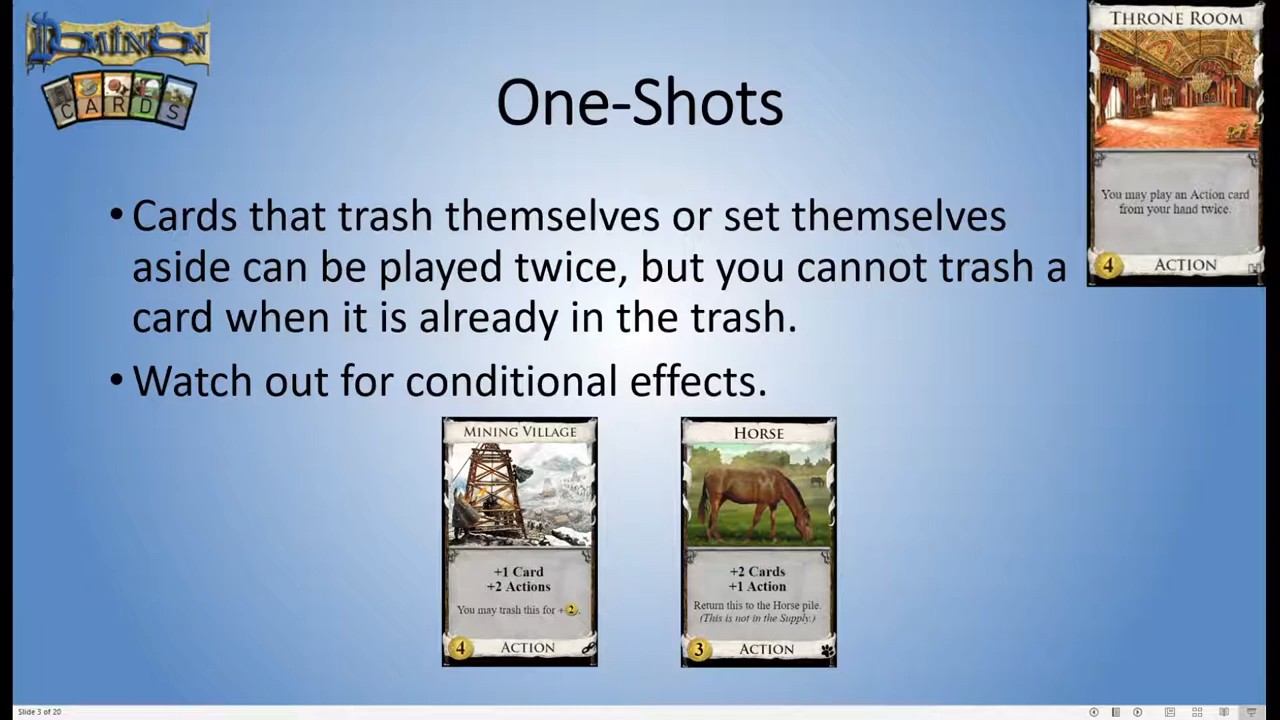 DOMINION
CARDS
One-Shots
THRONE ROOM
You may play an Action card
from your hand twice.
4 ACTION
• Cards that trash themselves or set themselves
aside can be played twice, but you cannot trash a
card when it is already in the trash.
• Watch out for conditional effects.
MINING VILLAGE
+1 Card
+2 Actions
You may trash this for +2.
4 ACTION
HORSE
+2 Cards
+1 Action
Return this to the Horse pile.
(This is not in the Supply.)
3 ACTION
Slide 3 of 20